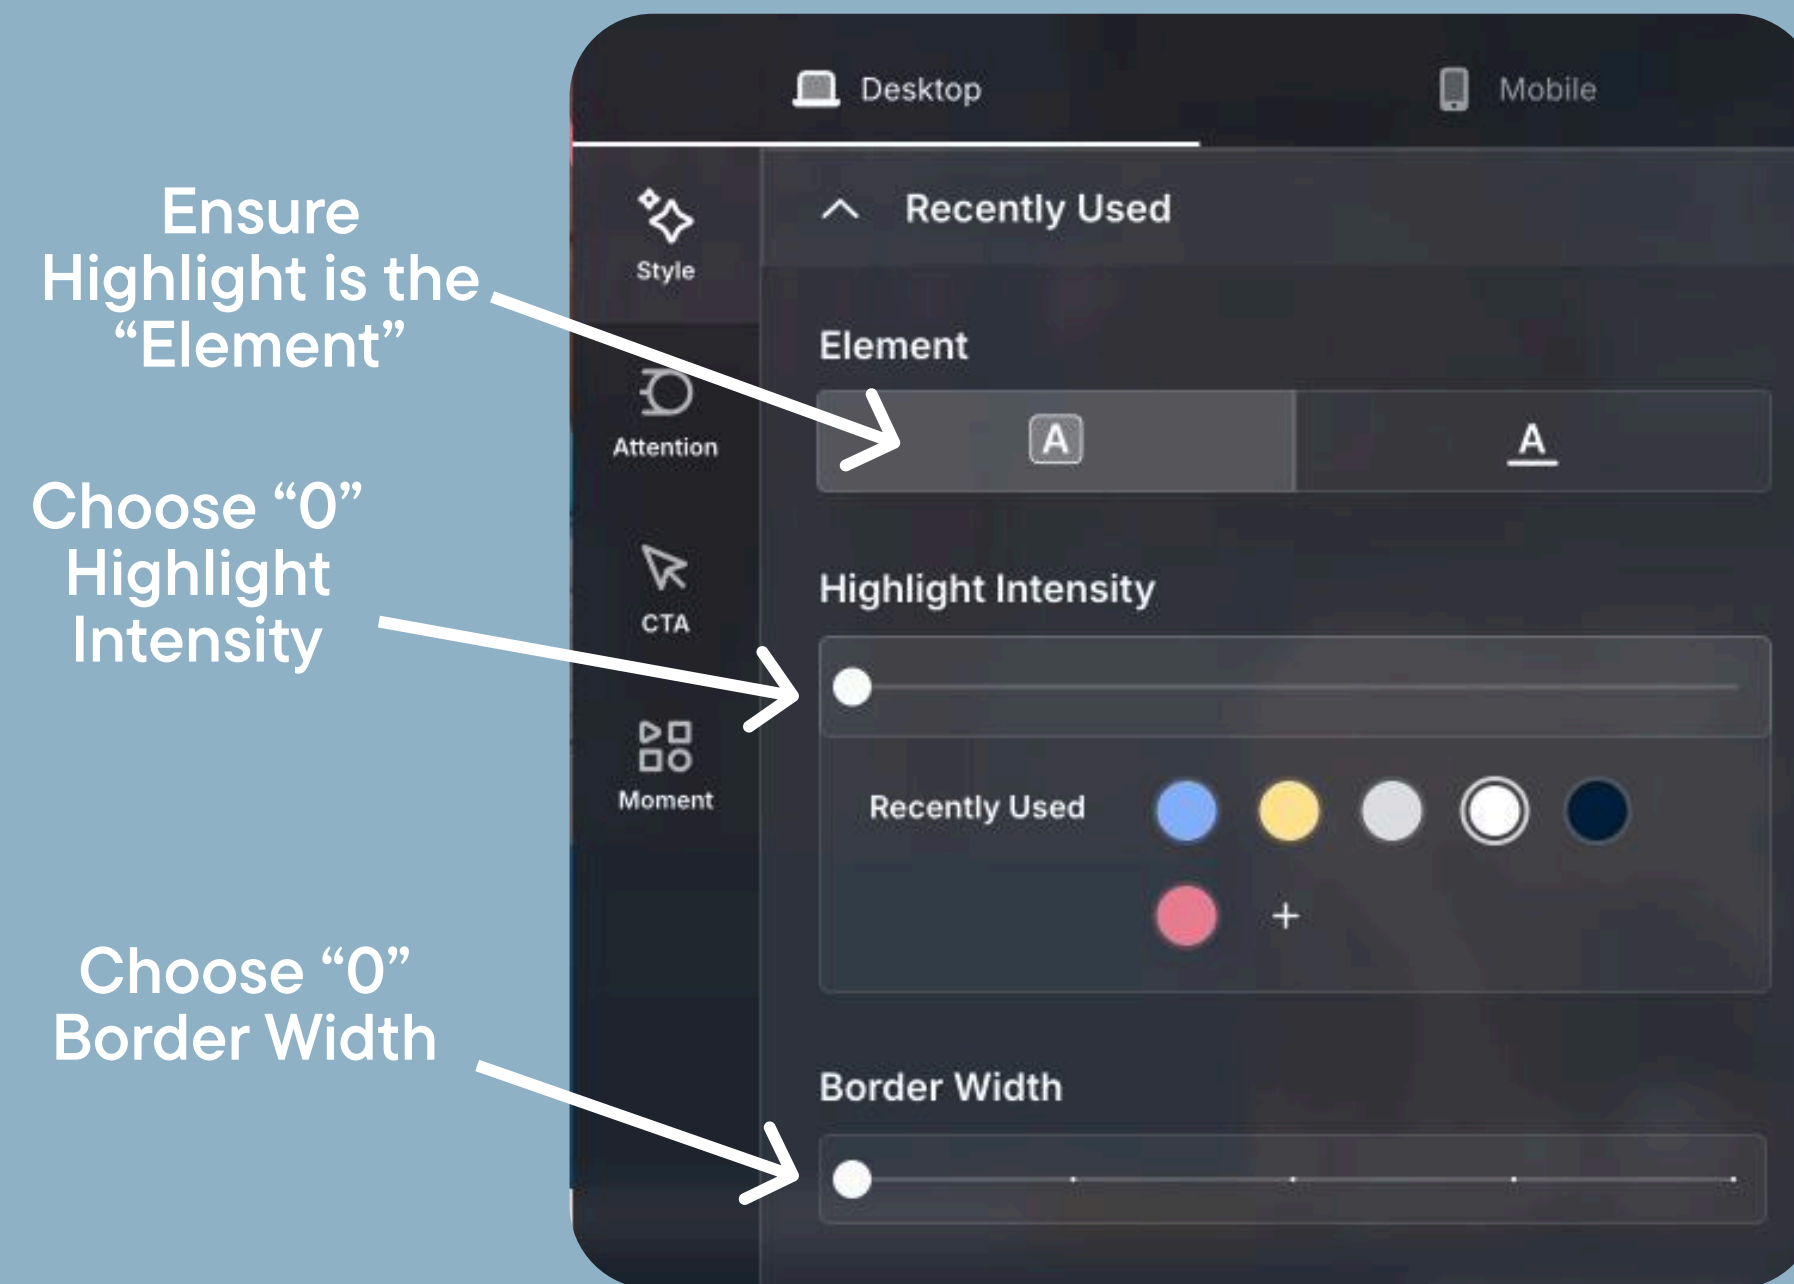 Ensure
Highlight is the
“Element”
Choose “0”
Highlight
Intensity
Choose “0”
Border Width
Desktop
Mobile
Style
Attention
CTA
Moment
Recently Used
Element
A
A
Highlight Intensity
Recently Used
+
Border Width